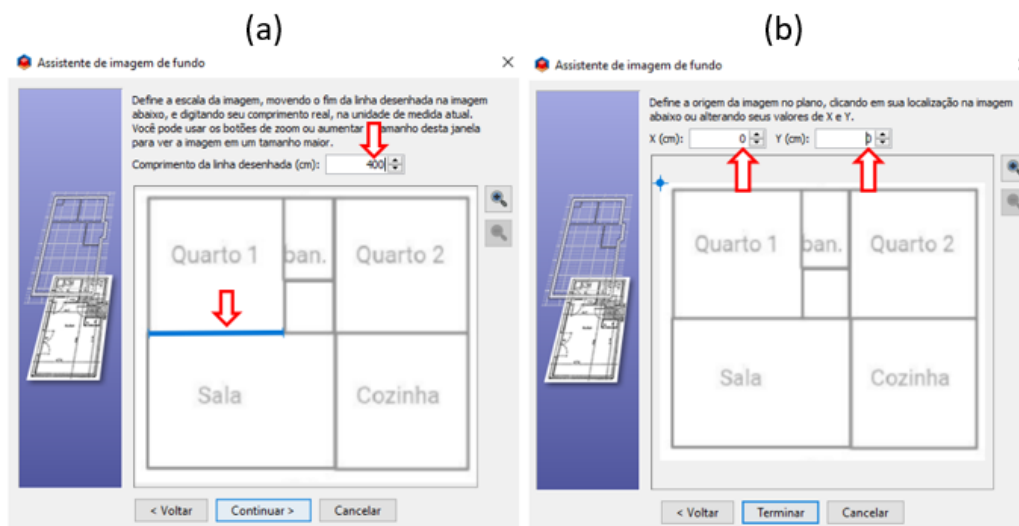 (a)
Assistente de imagem de fundo
Define a escala da imagem, movendo o fim da linha desenhada na imagem
abaixo, e digitando seu comprimento real, na unidade de medida atual.
Você pode usar os botões de zoom ou aumentar tamanho desta janela
para ver a imagem em um tamanho maior.
Comprimento da linha desenhada (cm): 400
Quarto 1 ban. Quarto 2
Sala Cozinha
< Voltar Continuar > Cancelar
(b)
Assistente de imagem de fundo
Define a origem da imagem no plano, clicando em sua localização na imagem
abaixo ou alterando seus valores de X e Y.
X (cm): 0 Y (cm): 0
Quarto 1 ban. Quarto 2
Sala Cozinha
< Voltar Terminar Cancelar